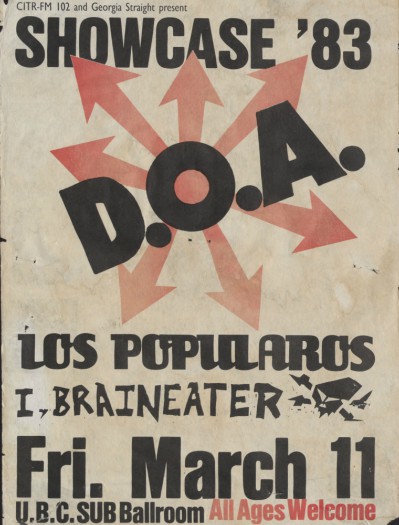 CITR-FM 102 and Georgia Straight present
SHOWCASE '83
D.O.A.
LOS POPULAROS
I, BRAINEATER
Fri. March 11
U.B.C. SUB Ballroom All Ages Welcome